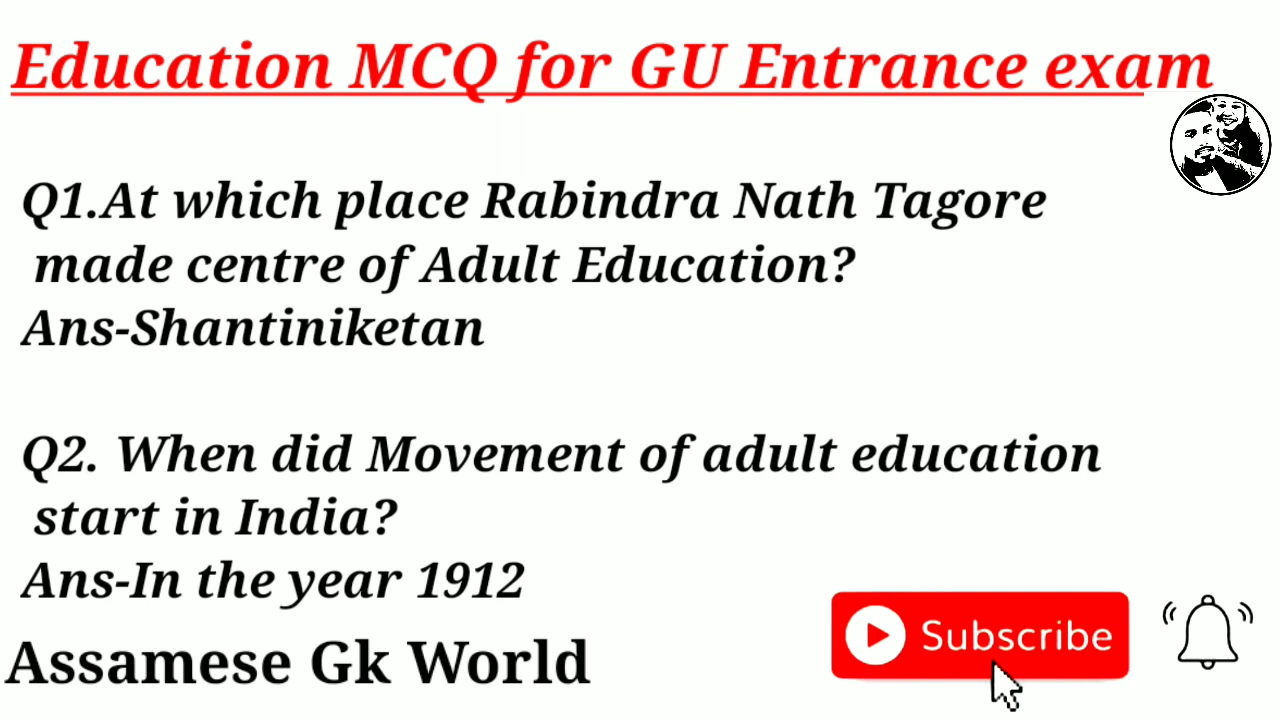 Education MCQ for GU Entrance exam
Q1.At which place Rabindra Nath Tagore
made centre of Adult Education?
Ans-Shantiniketan
Q2. When did Movement of adult education
start in India?
Ans-In the year 1912
Assamese Gk World
Subscribe